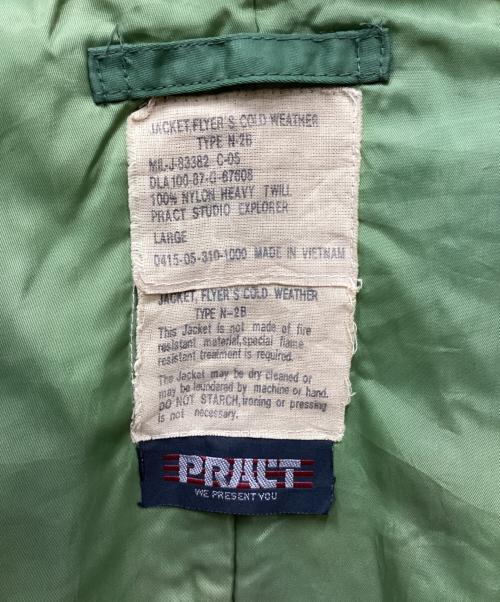 JACKET,FLYER'S COLD WEATHER
TYPE N-2B
MIL-J-83382 C-05
DLA100-87-G-67608
100% NYLON HEAVY TWILL
PRACT STUDIO EXPLORER
LARGE
0415-05-310-1000 MADE IN VIETNAM
JACKET, FLYER'S COLD WEATHER
TYPE N-2B
This Jacket is not made of fire
resistant material,special flame
resistant treatment is required.
The Jacket may be dry cleaned or
may be laundered by machine or hand.
DO NOT STARCH, ironing or pressing
is not necessary.
PRACT
WE PRESENT YOU